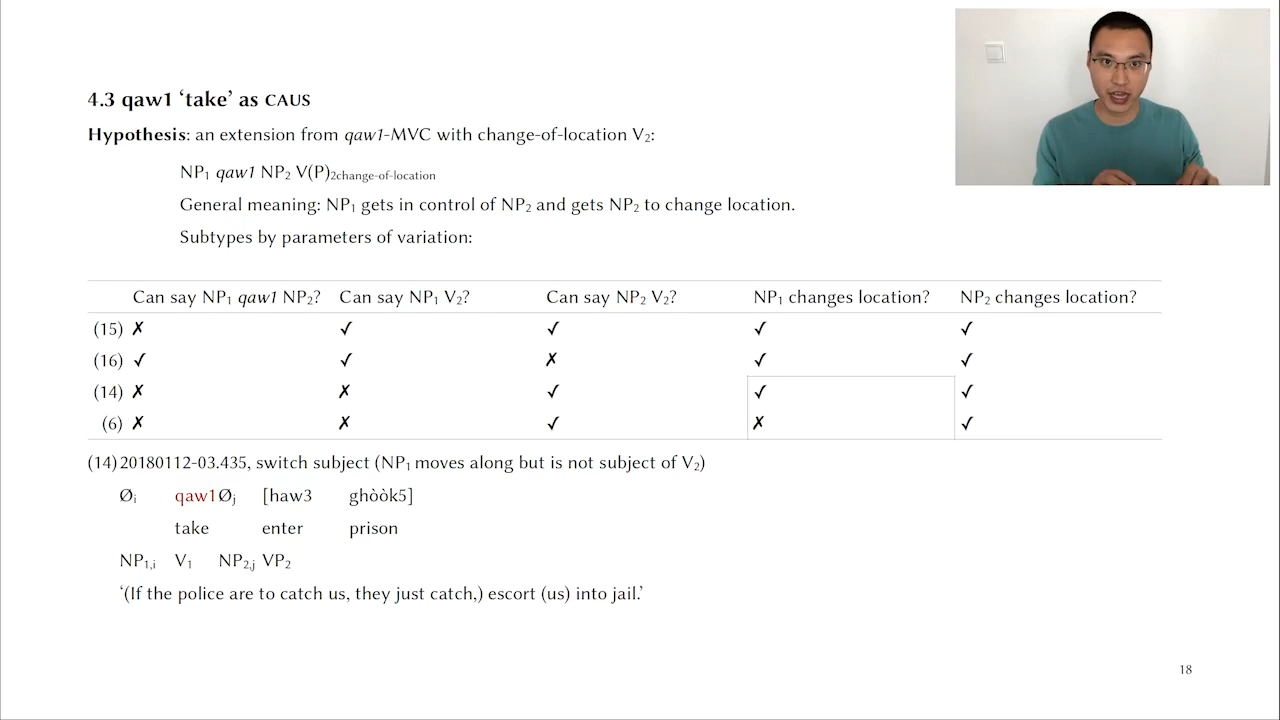 4.3 qaw1 ‘take’ as CAUS
Hypothesis: an extension from qaw1-MVC with change-of-location V₂:
NP₁ qaw1 NP₂ V(P)₂change-of-location
General meaning: NP₁ gets in control of NP₂ and gets NP₂ to change location.
Subtypes by parameters of variation:
Can say NP₁ qaw1 NP₂? Can say NP₁ V₂? Can say NP₂ V₂? NP₁ changes location? NP₂ changes location?
(15) ✗ ✓ ✓ ✓ ✓
(16) ✓ ✓ ✗ ✓ ✓
(14) ✗ ✗ ✓ ✓ ✓
(6) ✗ ✗ ✓ ✗ ✓
(14) 20180112-03.435, switch subject (NP₁ moves along but is not subject of V₂)
Øᵢ qaw1Øⱼ [haw3 ghòòk5]
take enter prison
NP₁,ᵢ V₁ NP₂,ⱼ VP₂
‘(If the police are to catch us, they just catch,) escort (us) into jail.’
18